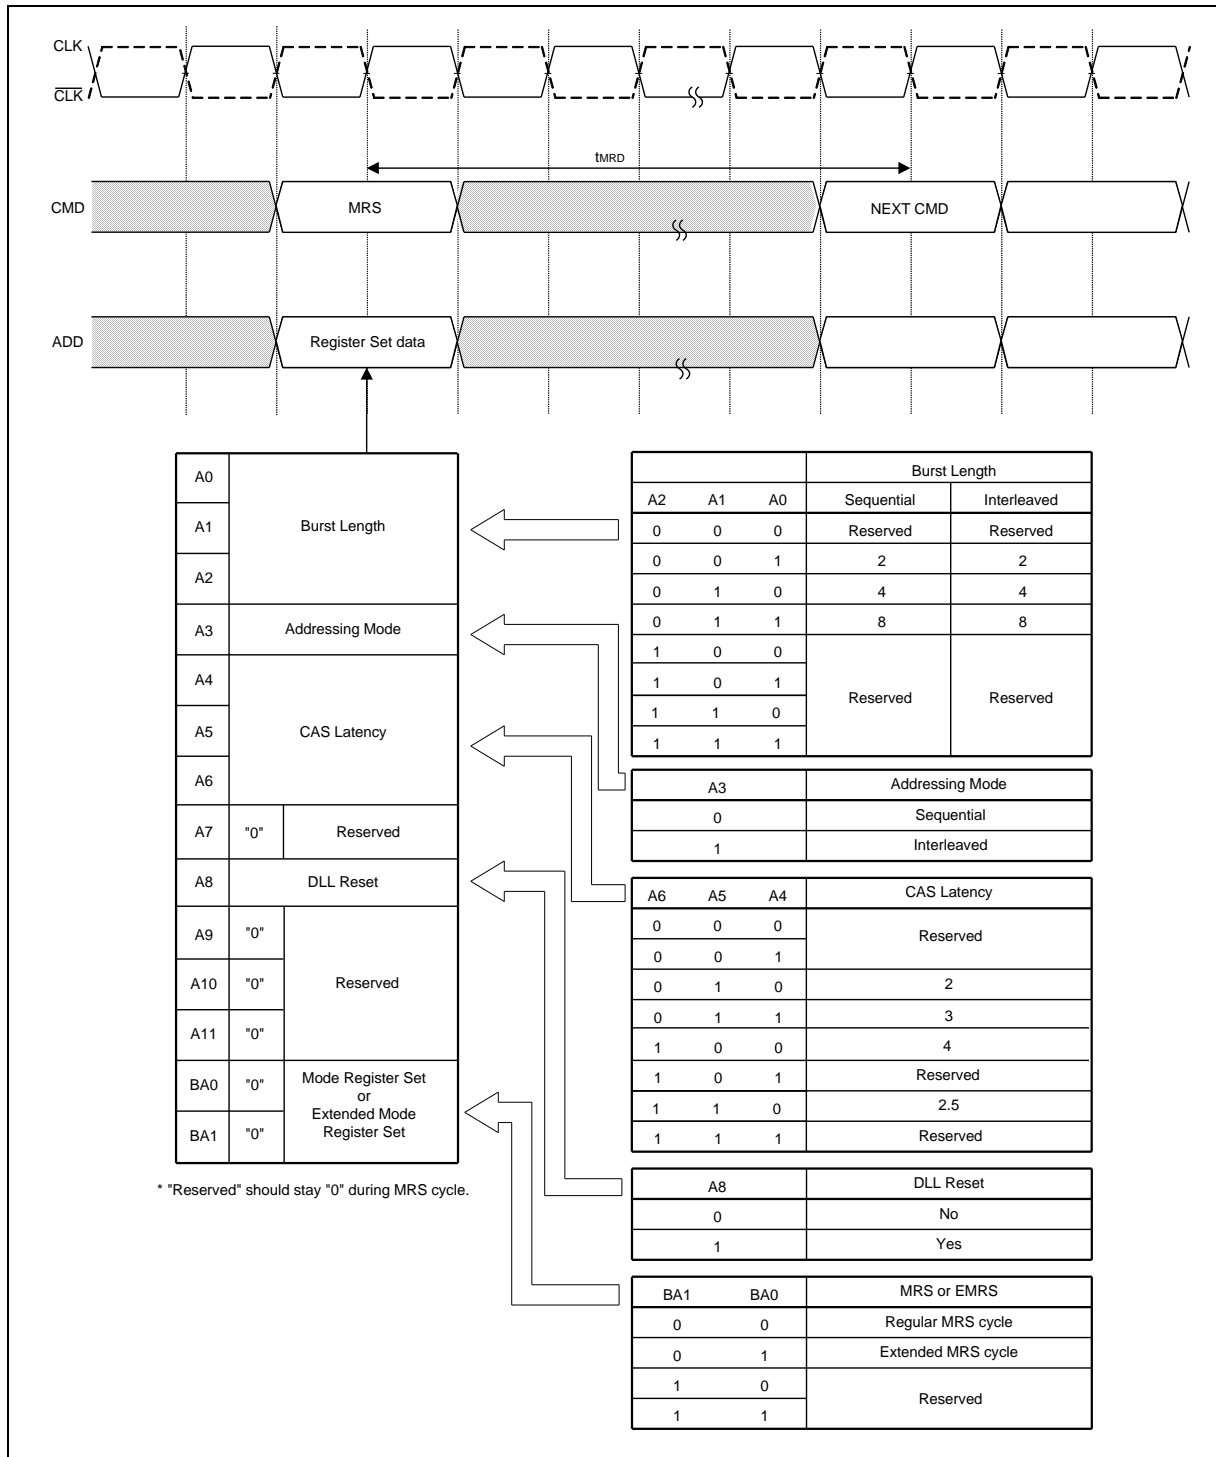 CLK
CLK
tMRD
CMD MRS NEXT CMD
ADD Register Set data
A0
A1 Burst Length
A2
A3 Addressing Mode
A4
A5 CAS Latency
A6
A7 "0" Reserved
A8 DLL Reset
A9 "0"
A10 "0" Reserved
A11 "0"
BA0 "0" Mode Register Set
or
Extended Mode
BA1 "0" Register Set
* "Reserved" should stay "0" during MRS cycle.
Burst Length
A2 A1 A0 Sequential Interleaved
0 0 0 Reserved Reserved
0 0 1 2 2
0 1 0 4 4
0 1 1 8 8
1 0 0
1 0 1 Reserved Reserved
1 1 0
1 1 1
A3 Addressing Mode
0 Sequential
1 Interleaved
A6 A5 A4 CAS Latency
0 0 0 Reserved
0 0 1
0 1 0 2
0 1 1 3
1 0 0 4
1 0 1 Reserved
1 1 0 2.5
1 1 1 Reserved
A8 DLL Reset
0 No
1 Yes
BA1 BA0 MRS or EMRS
0 0 Regular MRS cycle
0 1 Extended MRS cycle
1 0 Reserved
1 1